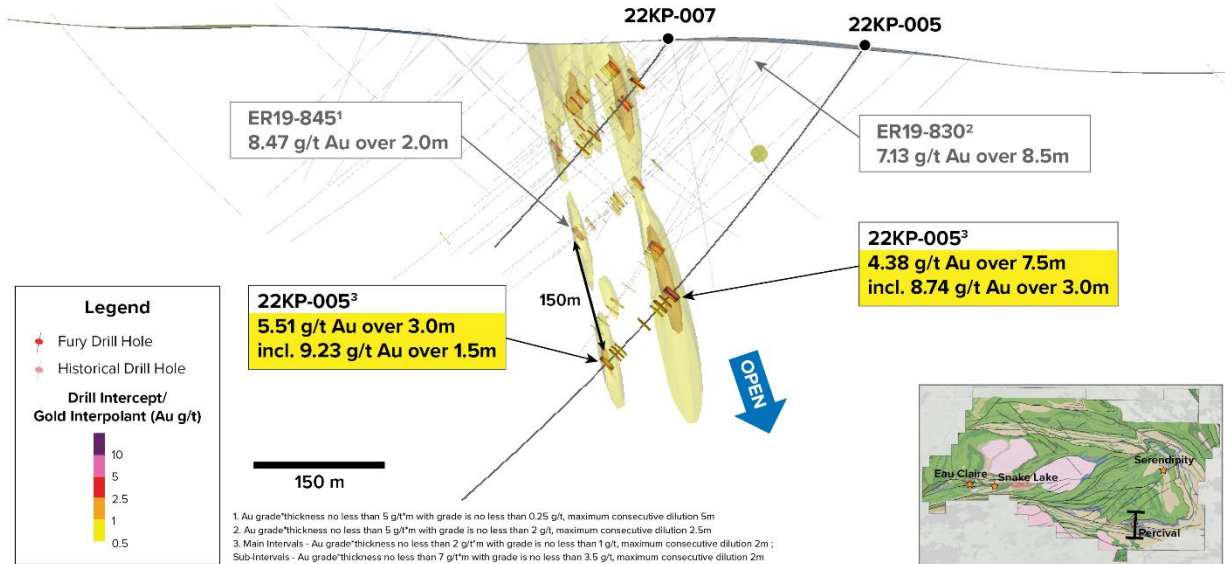 22KP-007
22KP-005
ER19-845¹
8.47 g/t Au over 2.0m
ER19-830²
7.13 g/t Au over 8.5m
22KP-005³
4.38 g/t Au over 7.5m
incl. 8.74 g/t Au over 3.0m
22KP-005³
5.51 g/t Au over 3.0m
incl. 9.23 g/t Au over 1.5m
150m
OPEN
Legend
Fury Drill Hole
Historical Drill Hole
Drill Intercept/
Gold Interpolant (Au g/t)
10
5
2.5
1
0.5
150 m
1. Au grade*thickness no less than 5 g/t*m with grade is no less than 0.25 g/t, maximum consecutive dilution 5m
2. Au grade*thickness no less than 5 g/t*m with grade is no less than 2 g/t, maximum consecutive dilution 2.5m
3. Main Intervals - Au grade*thickness no less than 2 g/t*m with grade is no less than 1 g/t, maximum consecutive dilution 2m ;
Sub-Intervals - Au grade*thickness no less than 7 g/t*m with grade is no less than 3.5 g/t, maximum consecutive dilution 2m
Eau Claire
Snake Lake
Serendipity
Percival